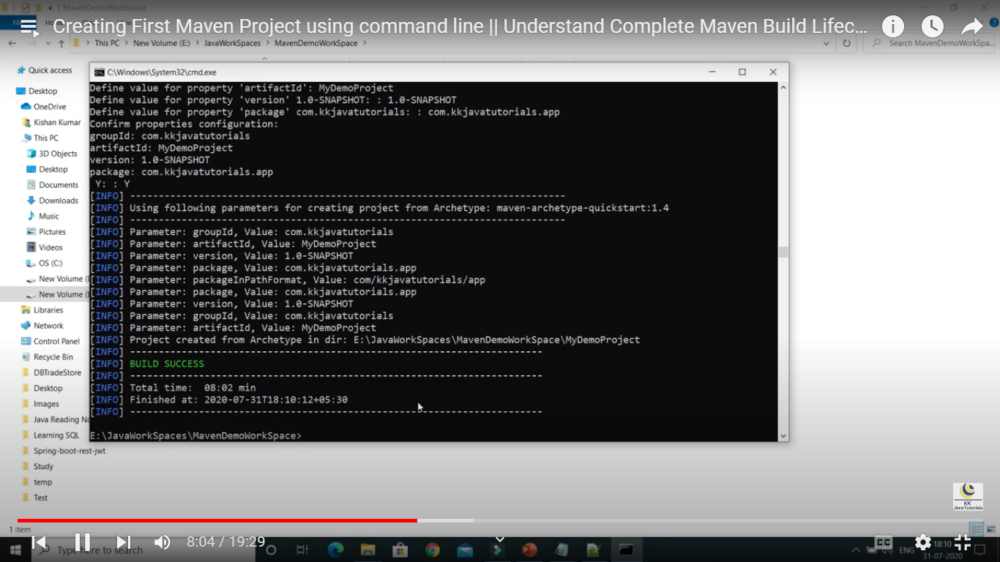 MavenDemoWorkSpace
Creating First Maven Project using command line || Understand Complete Maven Build Lifec...
This PC > New Volume (E:) > JavaWorkSpaces > MavenDemoWorkSpace >
Search MavenDemoWorkSpa...
Quick access
Desktop
OneDrive
Kishan Kumar
This PC
3D Objects
Desktop
Documents
Downloads
Music
Pictures
Videos
OS (C:)
New Volume (
New Volume (
Libraries
Network
Control Panel
Recycle Bin
DBTradeStore
Desktop
Images
Java Reading No
Learning SQL
Spring-boot-rest-jwt
Study
temp
Test
C:\Windows\System32\cmd.exe
Define value for property 'artifactId': MyDemoProject
Define value for property 'version' 1.0-SNAPSHOT: : 1.0-SNAPSHOT
Define value for property 'package' com.kkjavatutorials: : com.kkjavatutorials.app
Confirm properties configuration:
groupId: com.kkjavatutorials
artifactId: MyDemoProject
version: 1.0-SNAPSHOT
package: com.kkjavatutorials.app
Y: : Y
[INFO] ----------------------------------------------------------------------------
[INFO] Using following parameters for creating project from Archetype: maven-archetype-quickstart:1.4
[INFO] ----------------------------------------------------------------------------
[INFO] Parameter: groupId, Value: com.kkjavatutorials
[INFO] Parameter: artifactId, Value: MyDemoProject
[INFO] Parameter: version, Value: 1.0-SNAPSHOT
[INFO] Parameter: package, Value: com.kkjavatutorials.app
[INFO] Parameter: packageInPathFormat, Value: com/kkjavatutorials/app
[INFO] Parameter: package, Value: com.kkjavatutorials.app
[INFO] Parameter: version, Value: 1.0-SNAPSHOT
[INFO] Parameter: groupId, Value: com.kkjavatutorials
[INFO] Parameter: artifactId, Value: MyDemoProject
[INFO] Project created from Archetype in dir: E:\JavaWorkSpaces\MavenDemoWorkSpace\MyDemoProject
[INFO] ------------------------------------------------------------------------
[INFO] BUILD SUCCESS
[INFO] ------------------------------------------------------------------------
[INFO] Total time:  08:02 min
[INFO] Finished at: 2020-07-31T18:10:12+05:30
[INFO] ------------------------------------------------------------------------
E:\JavaWorkSpaces\MavenDemoWorkSpace>
KK
JavaTutorials
1 item
Type here to search
8:04 / 19:29
CC
ENG
18:10
31-07-2020